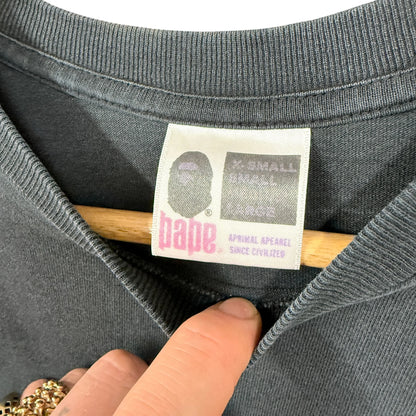 X-SMALL
SMALL
LARGE
®
bape®
APRIMAL APEAREL
SINCE CIVILIZED